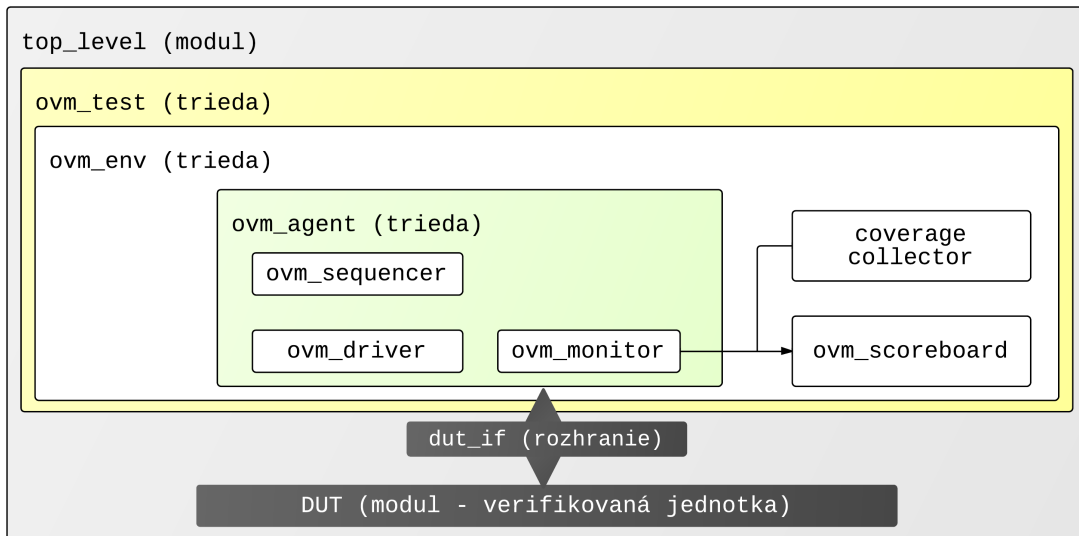 top_level (modul)
ovm_test (trieda)
ovm_env (trieda)
ovm_agent (trieda)
ovm_sequencer
ovm_driver
ovm_monitor
coverage
collector
ovm_scoreboard
dut_if (rozhranie)
DUT (modul - verifikovaná jednotka)